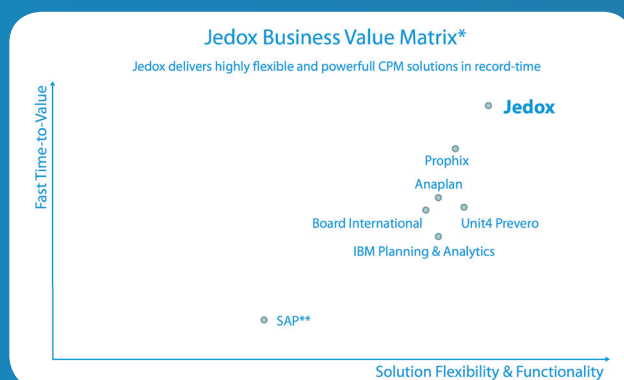 Jedox Business Value Matrix*
Jedox delivers highly flexible and powerfull CPM solutions in record-time
Fast Time-to-Value
Jedox
Prophix
Anaplan
Board International
Unit4 Prevero
IBM Planning & Analytics
SAP**
Solution Flexibility & Functionality